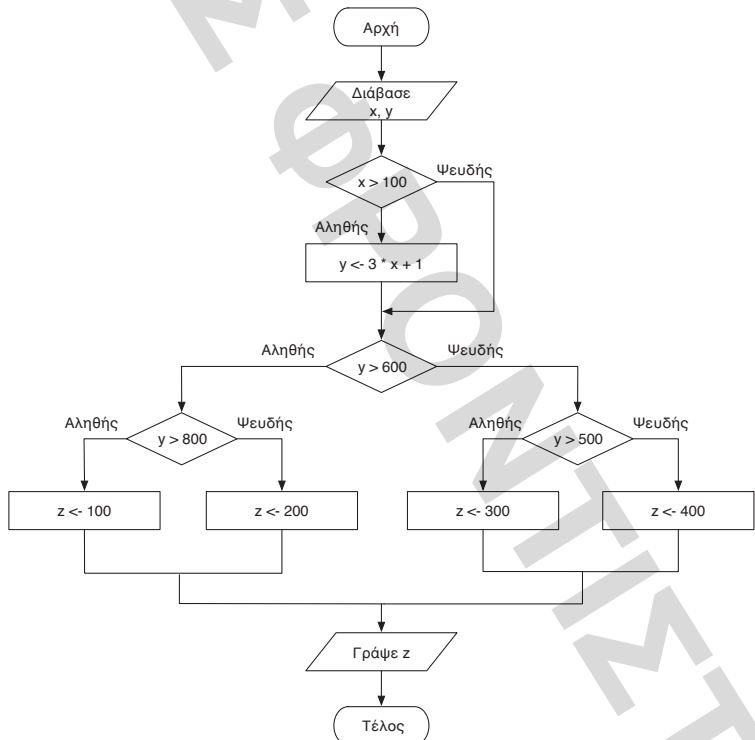 Αρχή
Διάβασε
x, y
x > 100
Ψευδής
Αληθής
y <- 3 * x + 1
Αληθής
y > 600
Ψευδής
Αληθής
y > 800
Ψευδής
Αληθής
y > 500
Ψευδής
z <- 100
z <- 200
z <- 300
z <- 400
Γράψε z
Τέλος
Σ ΦΡΟΝΤΙΣΤ